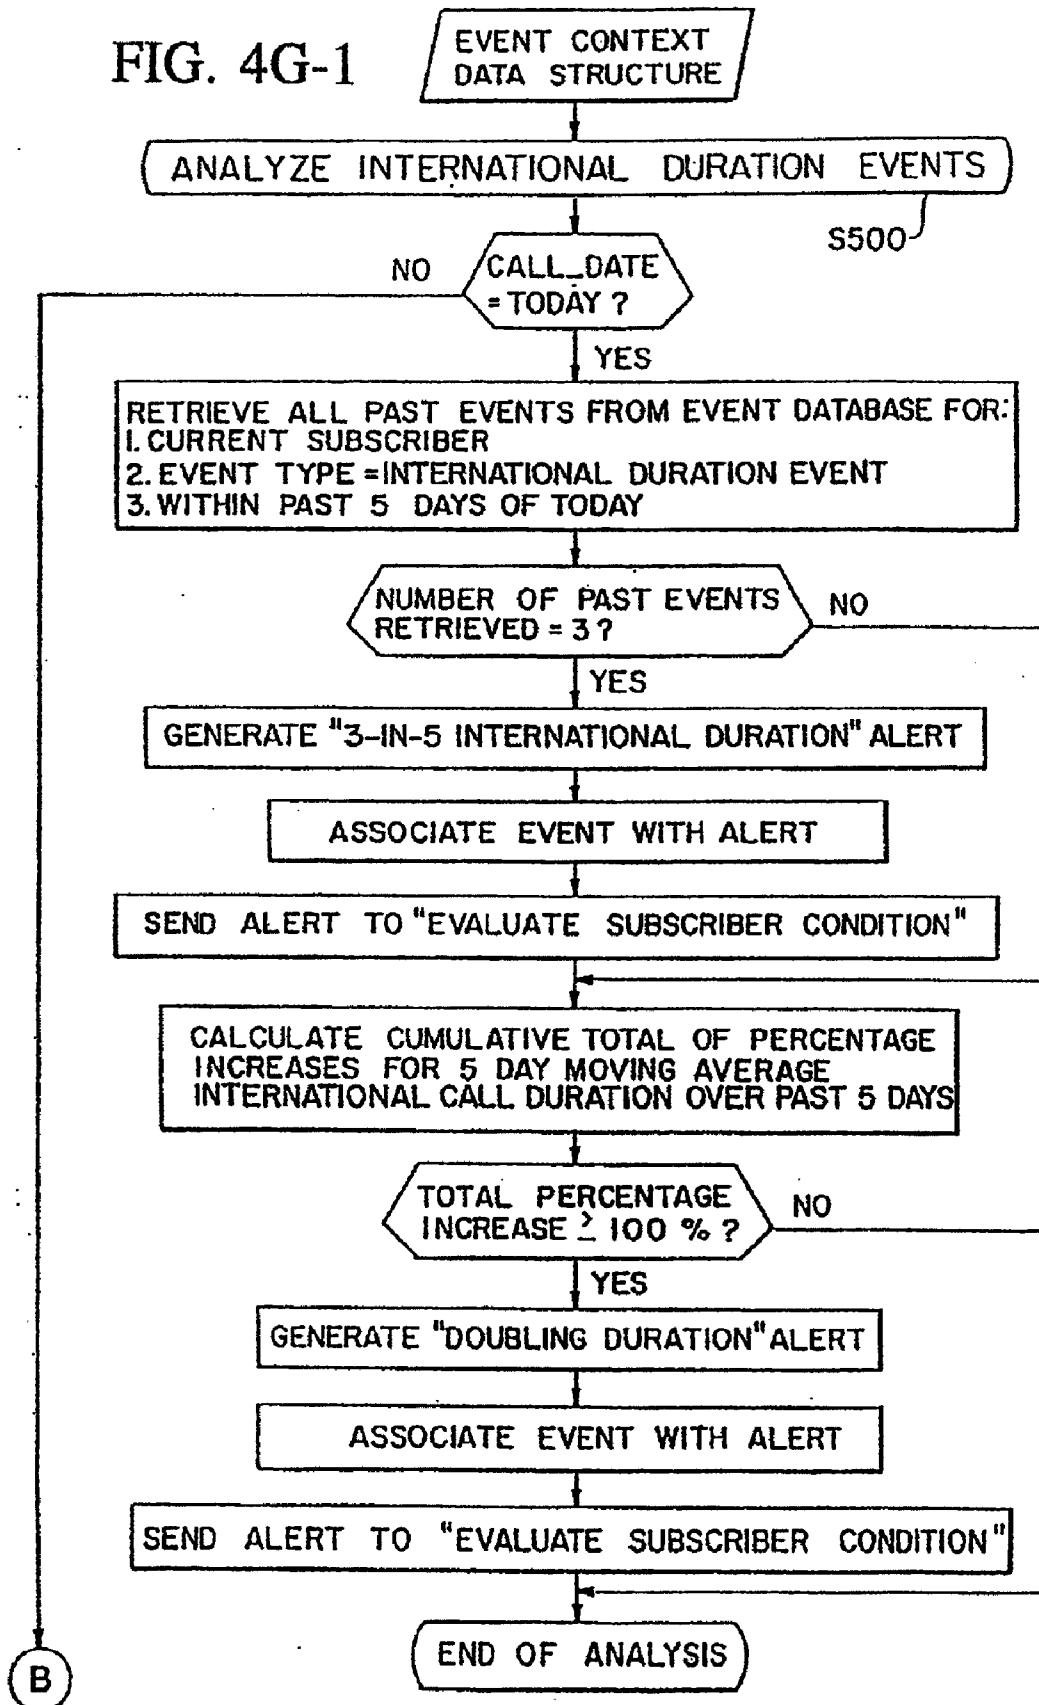 FIG. 4G-1
EVENT CONTEXT
DATA STRUCTURE
ANALYZE INTERNATIONAL DURATION EVENTS
S500
CALL_DATE
= TODAY ?
NO
YES
RETRIEVE ALL PAST EVENTS FROM EVENT DATABASE FOR:
1. CURRENT SUBSCRIBER
2. EVENT TYPE = INTERNATIONAL DURATION EVENT
3. WITHIN PAST 5 DAYS OF TODAY
NUMBER OF PAST EVENTS
RETRIEVED = 3 ?
NO
YES
GENERATE "3-IN-5 INTERNATIONAL DURATION" ALERT
ASSOCIATE EVENT WITH ALERT
SEND ALERT TO "EVALUATE SUBSCRIBER CONDITION"
CALCULATE CUMULATIVE TOTAL OF PERCENTAGE
INCREASES FOR 5 DAY MOVING AVERAGE
INTERNATIONAL CALL DURATION OVER PAST 5 DAYS
TOTAL PERCENTAGE
INCREASE ≥ 100 % ?
NO
YES
GENERATE "DOUBLING DURATION" ALERT
ASSOCIATE EVENT WITH ALERT
SEND ALERT TO "EVALUATE SUBSCRIBER CONDITION"
END OF ANALYSIS
B